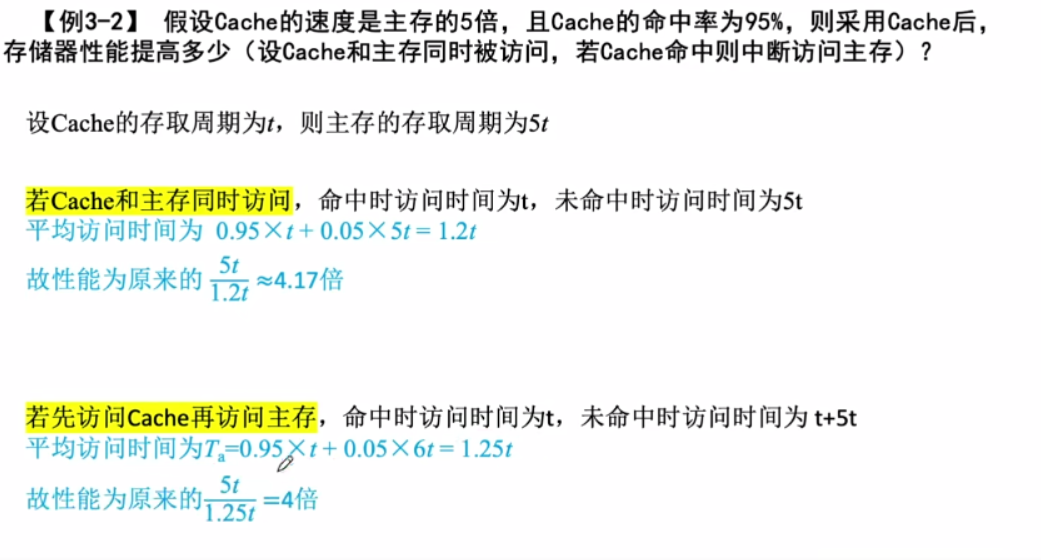 【例3-2】 假设Cache的速度是主存的5倍，且Cache的命中率为95%，则采用Cache后，
存储器性能提高多少（设Cache和主存同时被访问，若Cache命中则中断访问主存）？
设Cache的存取周期为t，则主存的存取周期为5t
若Cache和主存同时访问，命中时访问时间为t，未命中时访问时间为5t
平均访问时间为 0.95×t + 0.05×5t = 1.2t
故性能为原来的 5t/1.2t ≈4.17倍
若先访问Cache再访问主存，命中时访问时间为t，未命中时访问时间为 t+5t
平均访问时间为Ta=0.95×t + 0.05×6t = 1.25t
故性能为原来的 5t/1.25t =4倍